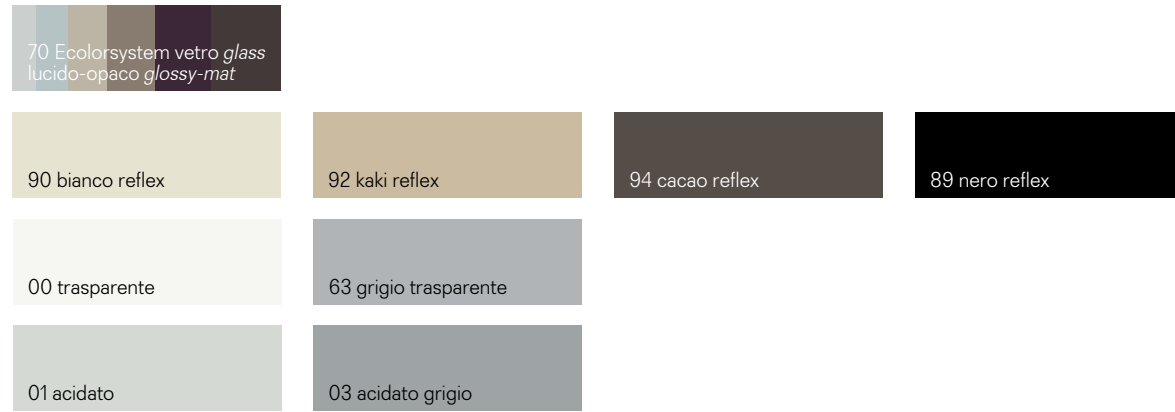 70 Ecolorsystem vetro glass
lucido-opaco glossy-mat
90 bianco reflex
92 kaki reflex
94 cacao reflex
89 nero reflex
00 trasparente
63 grigio trasparente
01 acidato
03 acidato grigio